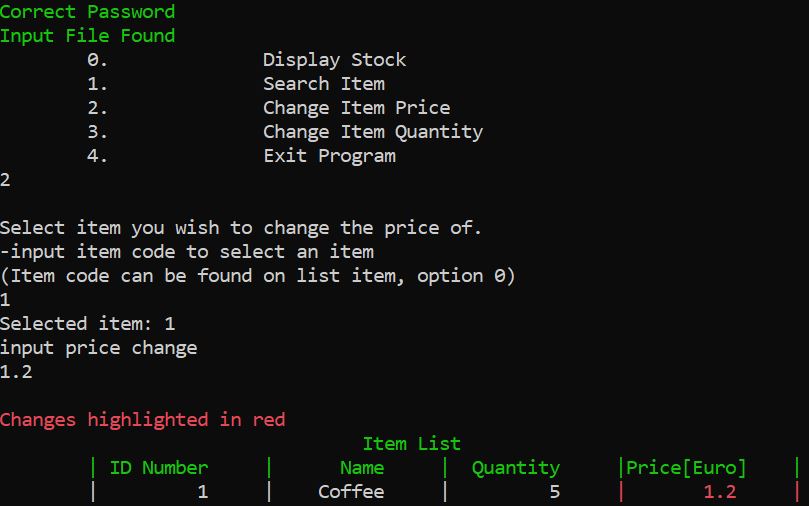 Correct Password
Input File Found
0. Display Stock
1. Search Item
2. Change Item Price
3. Change Item Quantity
4. Exit Program
2
Select item you wish to change the price of.
-input item code to select an item
(Item code can be found on list item, option 0)
1
Selected item: 1
input price change
1.2
Changes highlighted in red
Item List
| ID Number | Name | Quantity |Price[Euro] |
| 1 | Coffee | 5 | 1.2 |